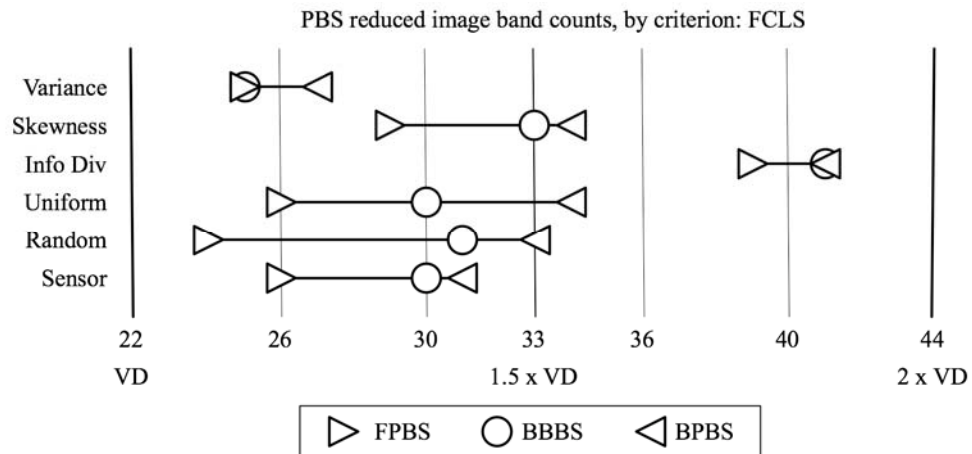 PBS reduced image band counts, by criterion: FCLS
Variance
Skewness
Info Div
Uniform
Random
Sensor
22 26 30 33 36 40 44
VD 1.5 x VD 2 x VD
FPBS BBBS BPBS